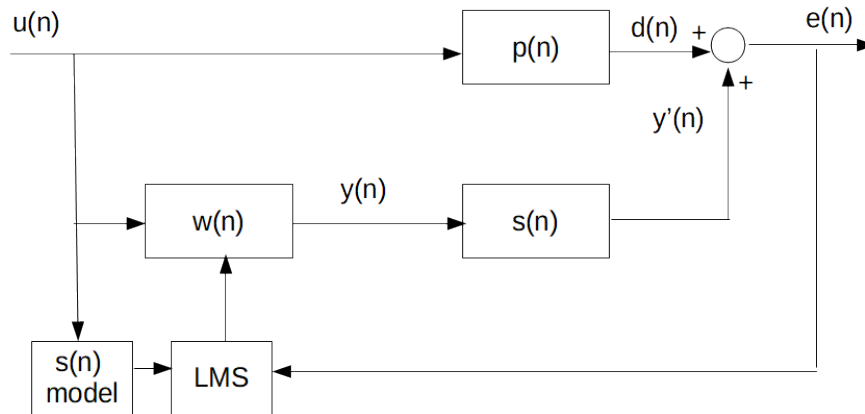 u(n)
p(n)
d(n)
+
e(n)
+
y’(n)
w(n)
y(n)
s(n)
s(n)
model
LMS